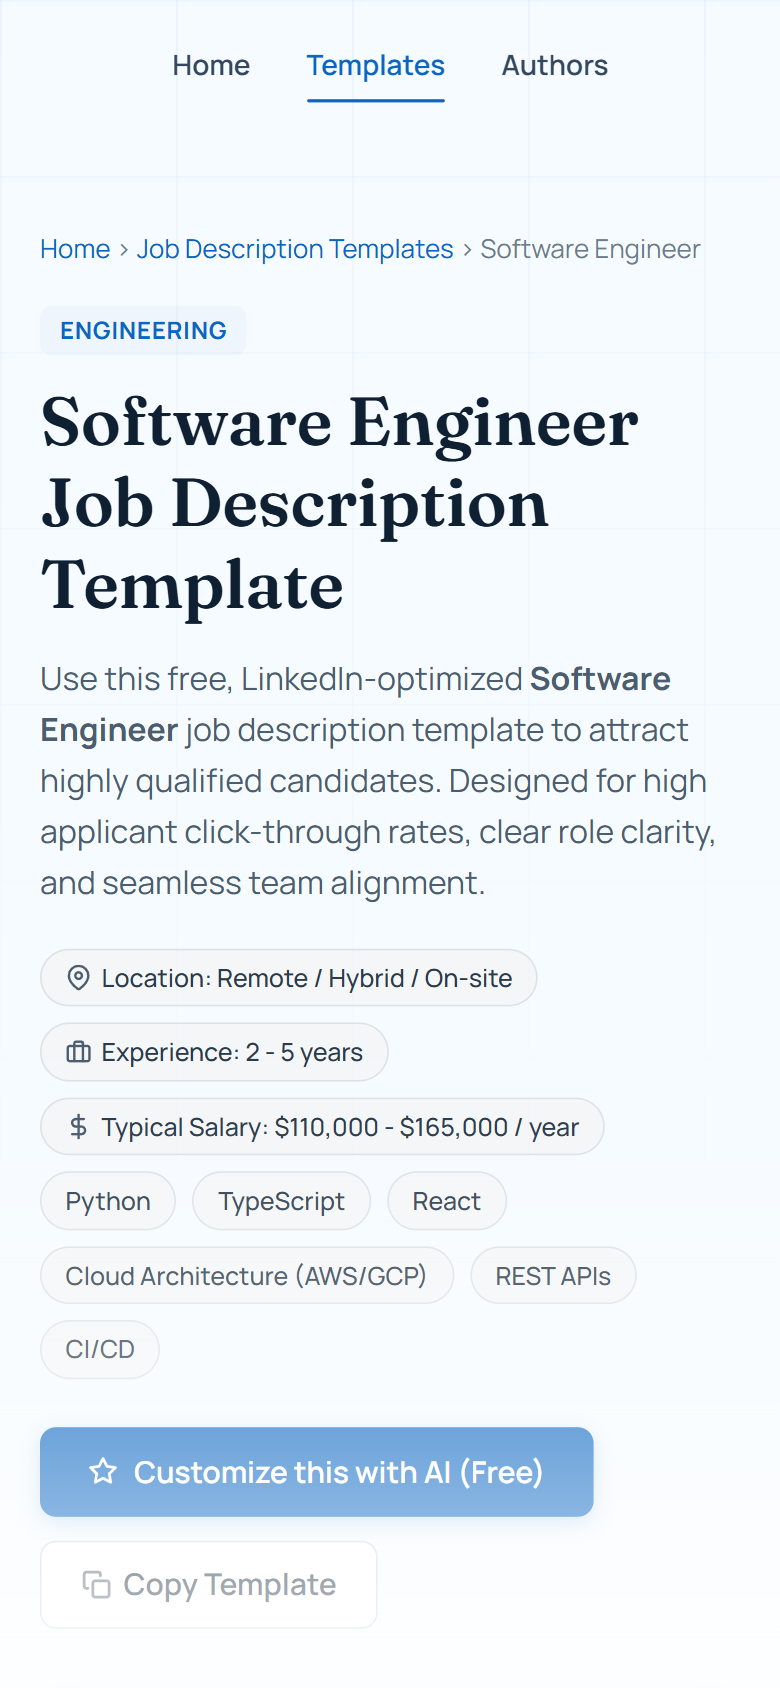 Home Templates Authors
Home > Job Description Templates > Software Engineer
ENGINEERING
Software Engineer
Job Description
Template
Use this free, LinkedIn-optimized Software
Engineer job description template to attract
highly qualified candidates. Designed for high
applicant click-through rates, clear role clarity,
and seamless team alignment.
Location: Remote / Hybrid / On-site
Experience: 2 - 5 years
Typical Salary: $110,000 - $165,000 / year
Python TypeScript React
Cloud Architecture (AWS/GCP) REST APIs
CI/CD
Customize this with AI (Free)
Copy Template